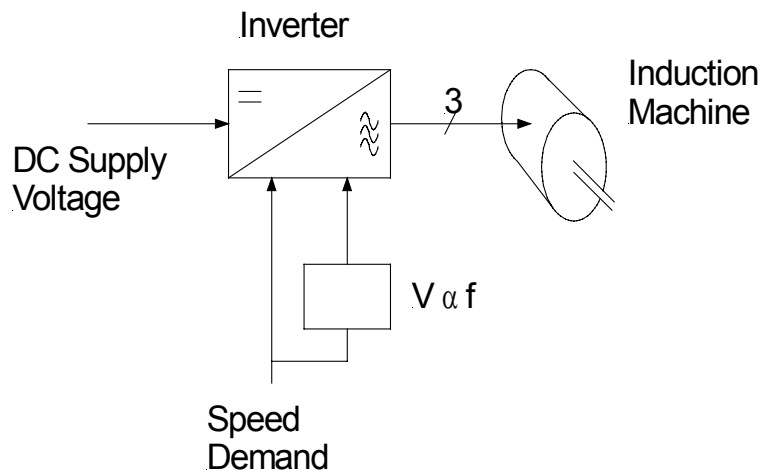 Inverter
Induction
Machine
3
DC Supply
Voltage
V α f
Speed
Demand